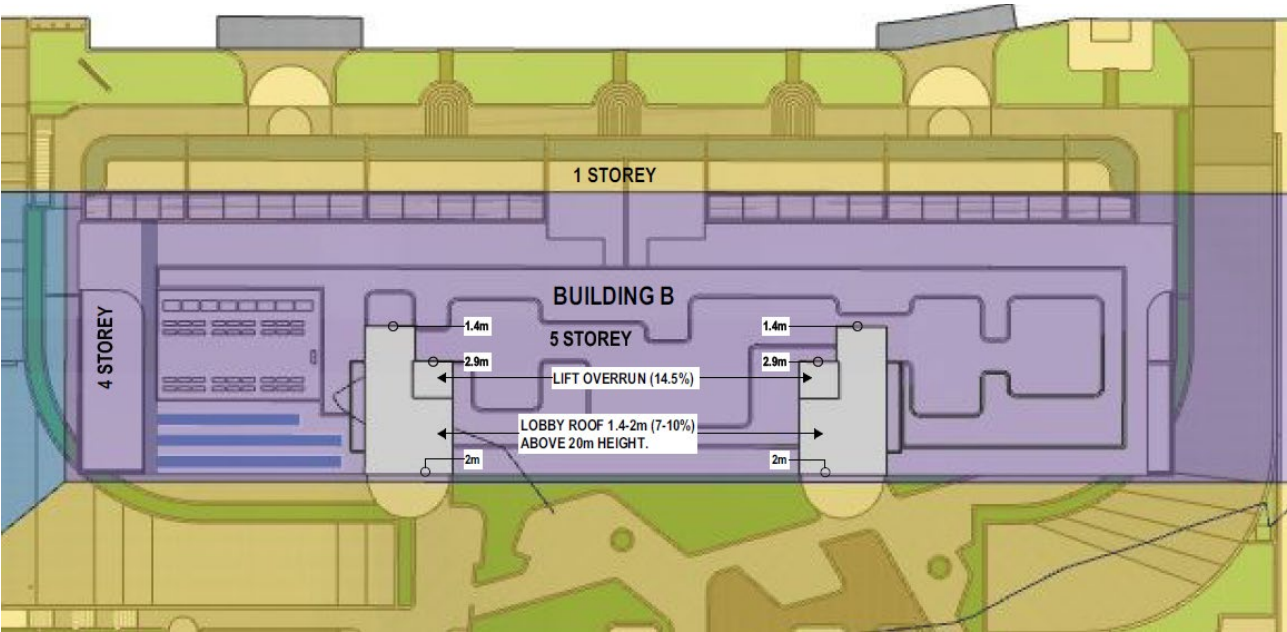 1 STOREY
BUILDING B
4 STOREY
1.4m
5 STOREY
1.4m
2.9m
2.9m
LIFT OVERRUN (14.5%)
LOBBY ROOF 1.4-2m (7-10%)
ABOVE 20m HEIGHT.
2m
2m